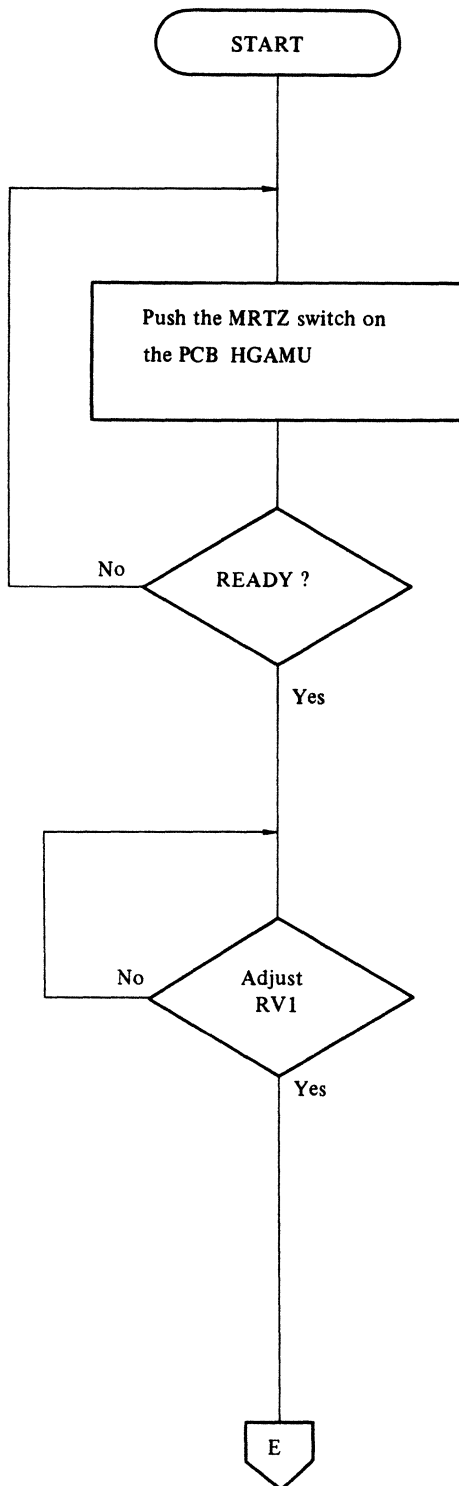 START
Push the MRTZ switch on
the PCB HGAMU
READY ?
No
Yes
Adjust
RV1
No
Yes
E